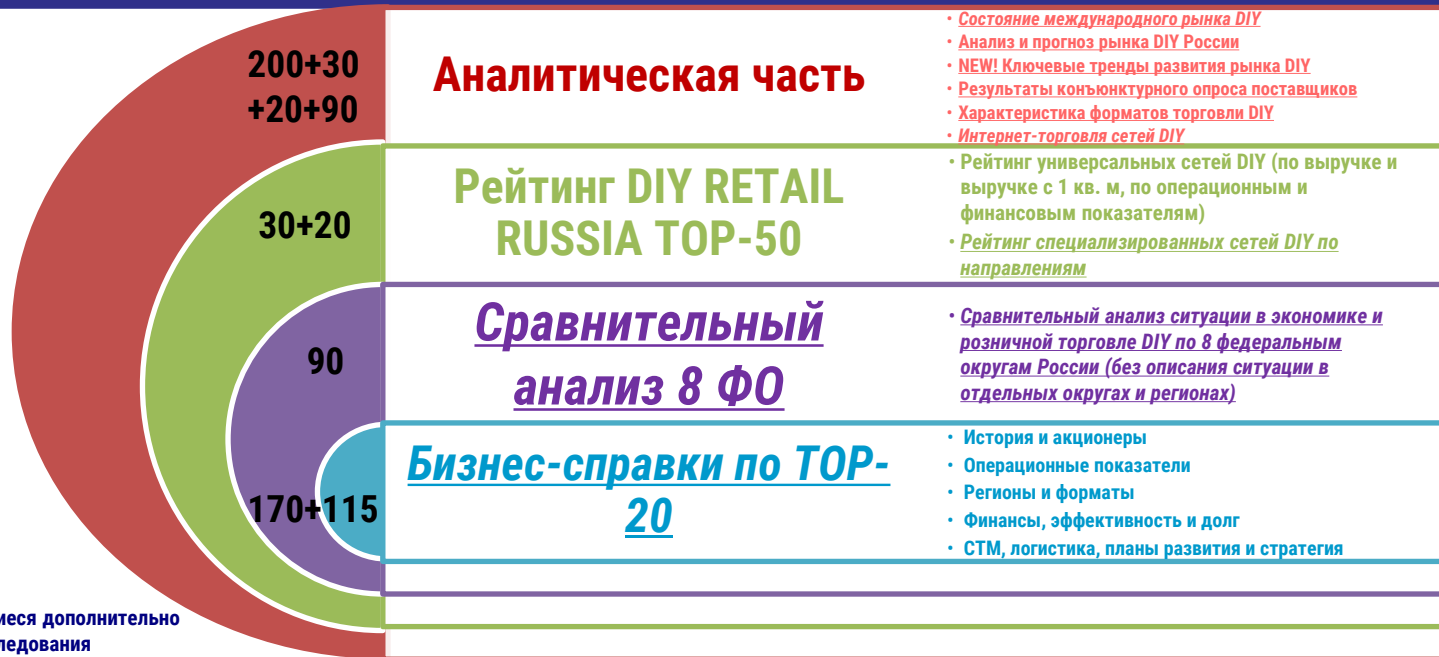 200+30
+20+90
Аналитическая часть
• Состояние международного рынка DIY
• Анализ и прогноз рынка DIY России
• NEW! Ключевые тренды развития рынка DIY
• Результаты конъюнктурного опроса поставщиков
• Характеристика форматов торговли DIY
• Интернет-торговля сетей DIY
30+20
Рейтинг DIY RETAIL
RUSSIA TOP-50
• Рейтинг универсальных сетей DIY (по выручке и
выручке с 1 кв. м, по операционным и
финансовым показателям)
• Рейтинг специализированных сетей DIY по
направлениям
90
Сравнительный
анализ 8 ФО
• Сравнительный анализ ситуации в экономике и
розничной торговле DIY по 8 федеральным
округам России (без описания ситуации в
отдельных округах и регионах)
170+115
Бизнес-справки по TOP-
20
• История и акционеры
• Операционные показатели
• Регионы и форматы
• Финансы, эффективность и долг
• СТМ, логистика, планы развития и стратегия
дополнительно